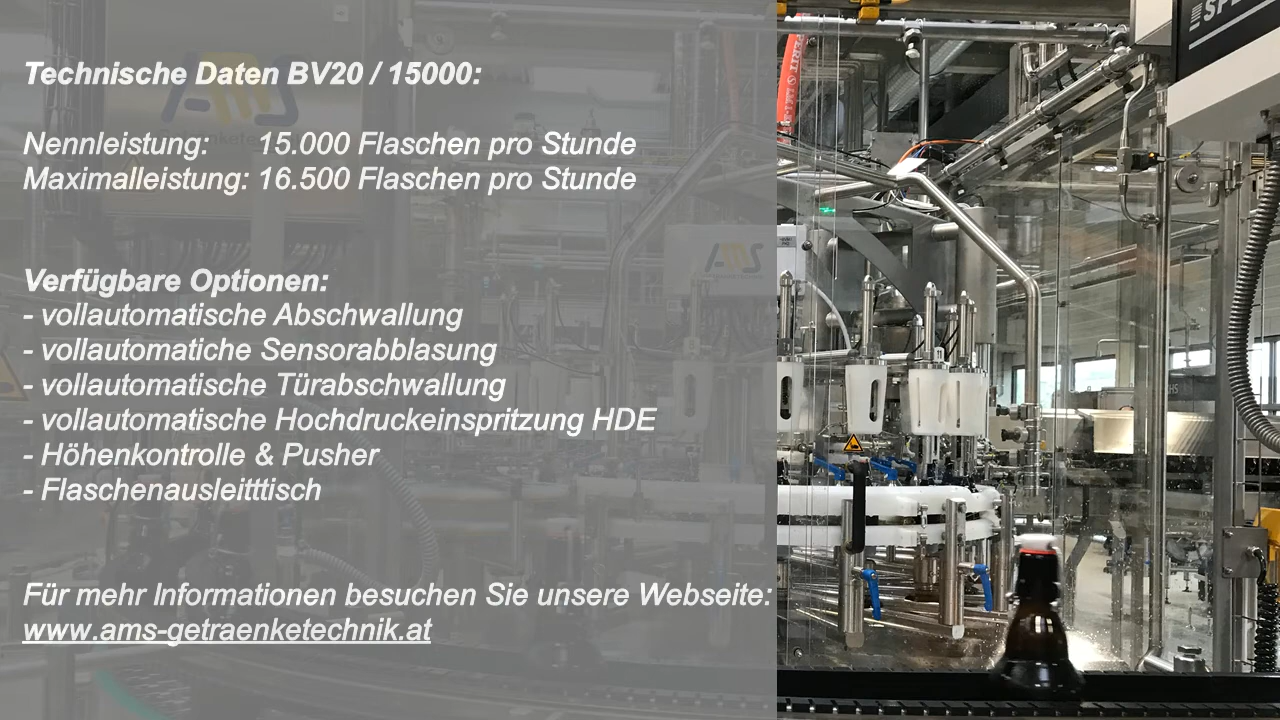 Technische Daten BV20 / 15000:
Nennleistung: 15.000 Flaschen pro Stunde
Maximalleistung: 16.500 Flaschen pro Stunde
Verfügbare Optionen:
- vollautomatische Abschwallung
- vollautomatiche Sensorabblasung
- vollautomatische Türabschwallung
- vollautomatische Hochdruckeinspritzung HDE
- Höhenkontrolle & Pusher
- Flaschenausleitttisch
Für mehr Informationen besuchen Sie unsere Webseite:
www.ams-getraenketechnik.at
AMS
AMS